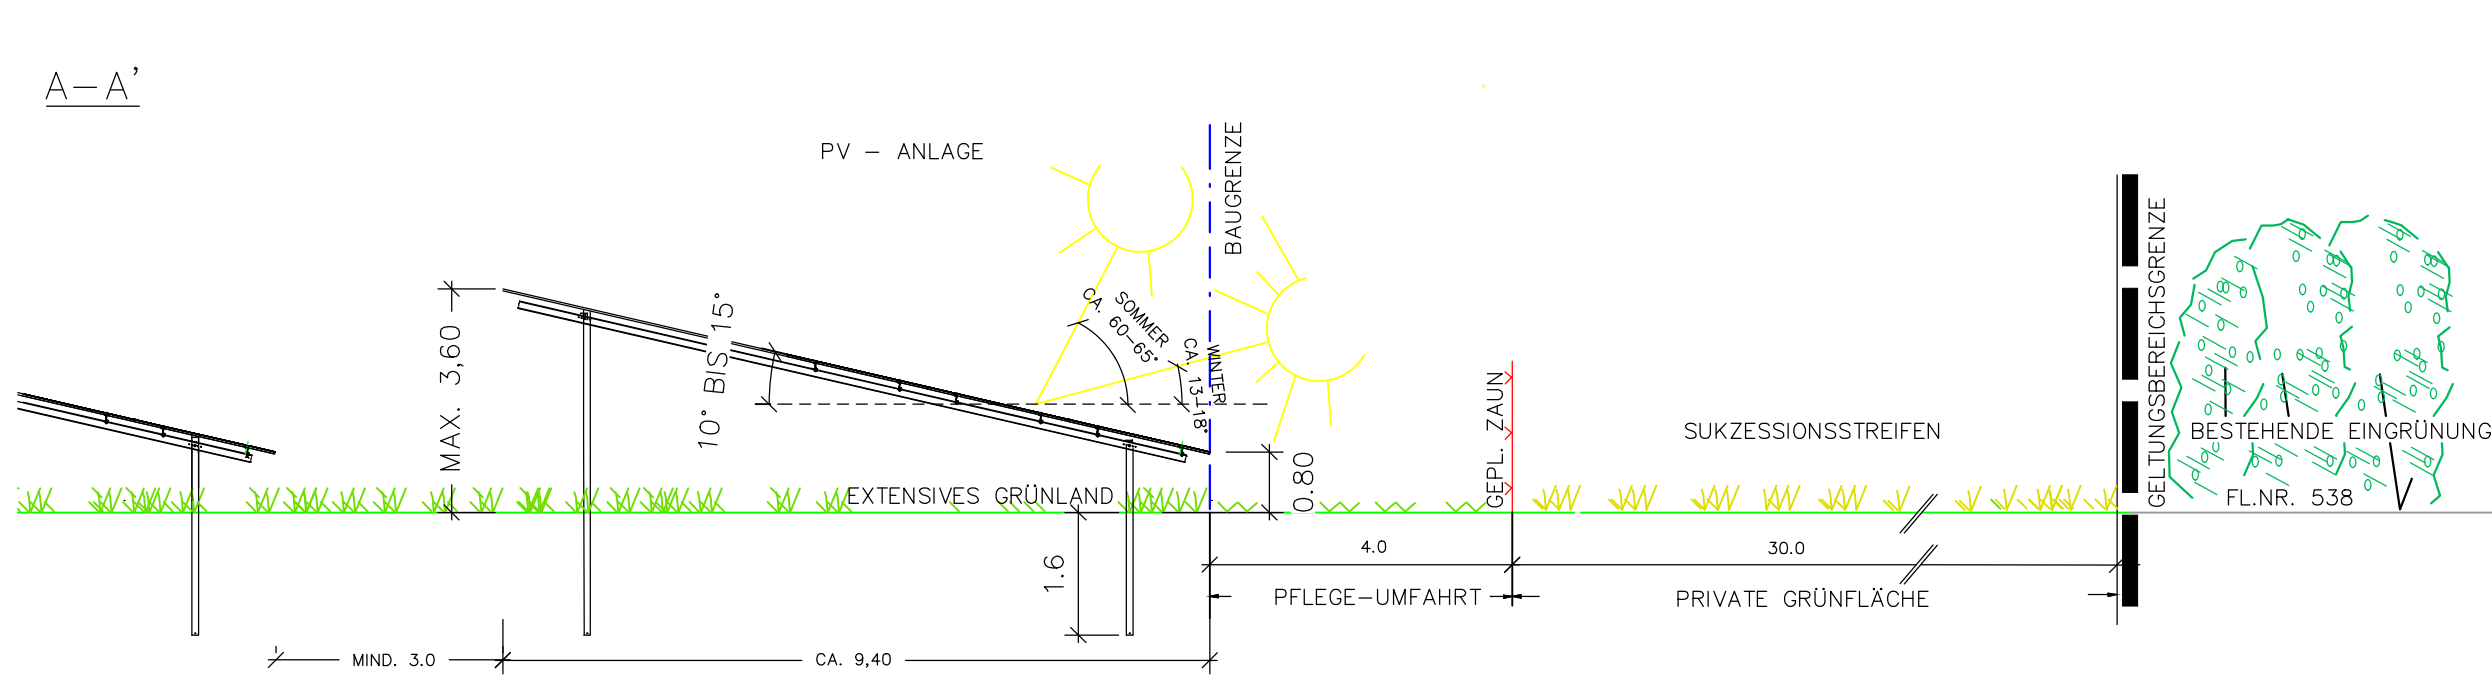 A-A'
PV - ANLAGE
BAUGRENZE
GELTUNGSBEREICHSGRENZE
MAX. 3,60
10° BIS 15°
SOMMER
CA. 60-65°
WINTER
CA. 13-18°
GEPL. ZAUN
SUKZESSIONSSTREIFEN
BESTEHENDE EINGRÜNUNG
FL.NR. 538
EXTENSIVES GRÜNLAND
0.80
1.6
4.0
30.0
PFLEGE-UMFAHRT
PRIVATE GRÜNFLÄCHE
MIND. 3.0
CA. 9,40